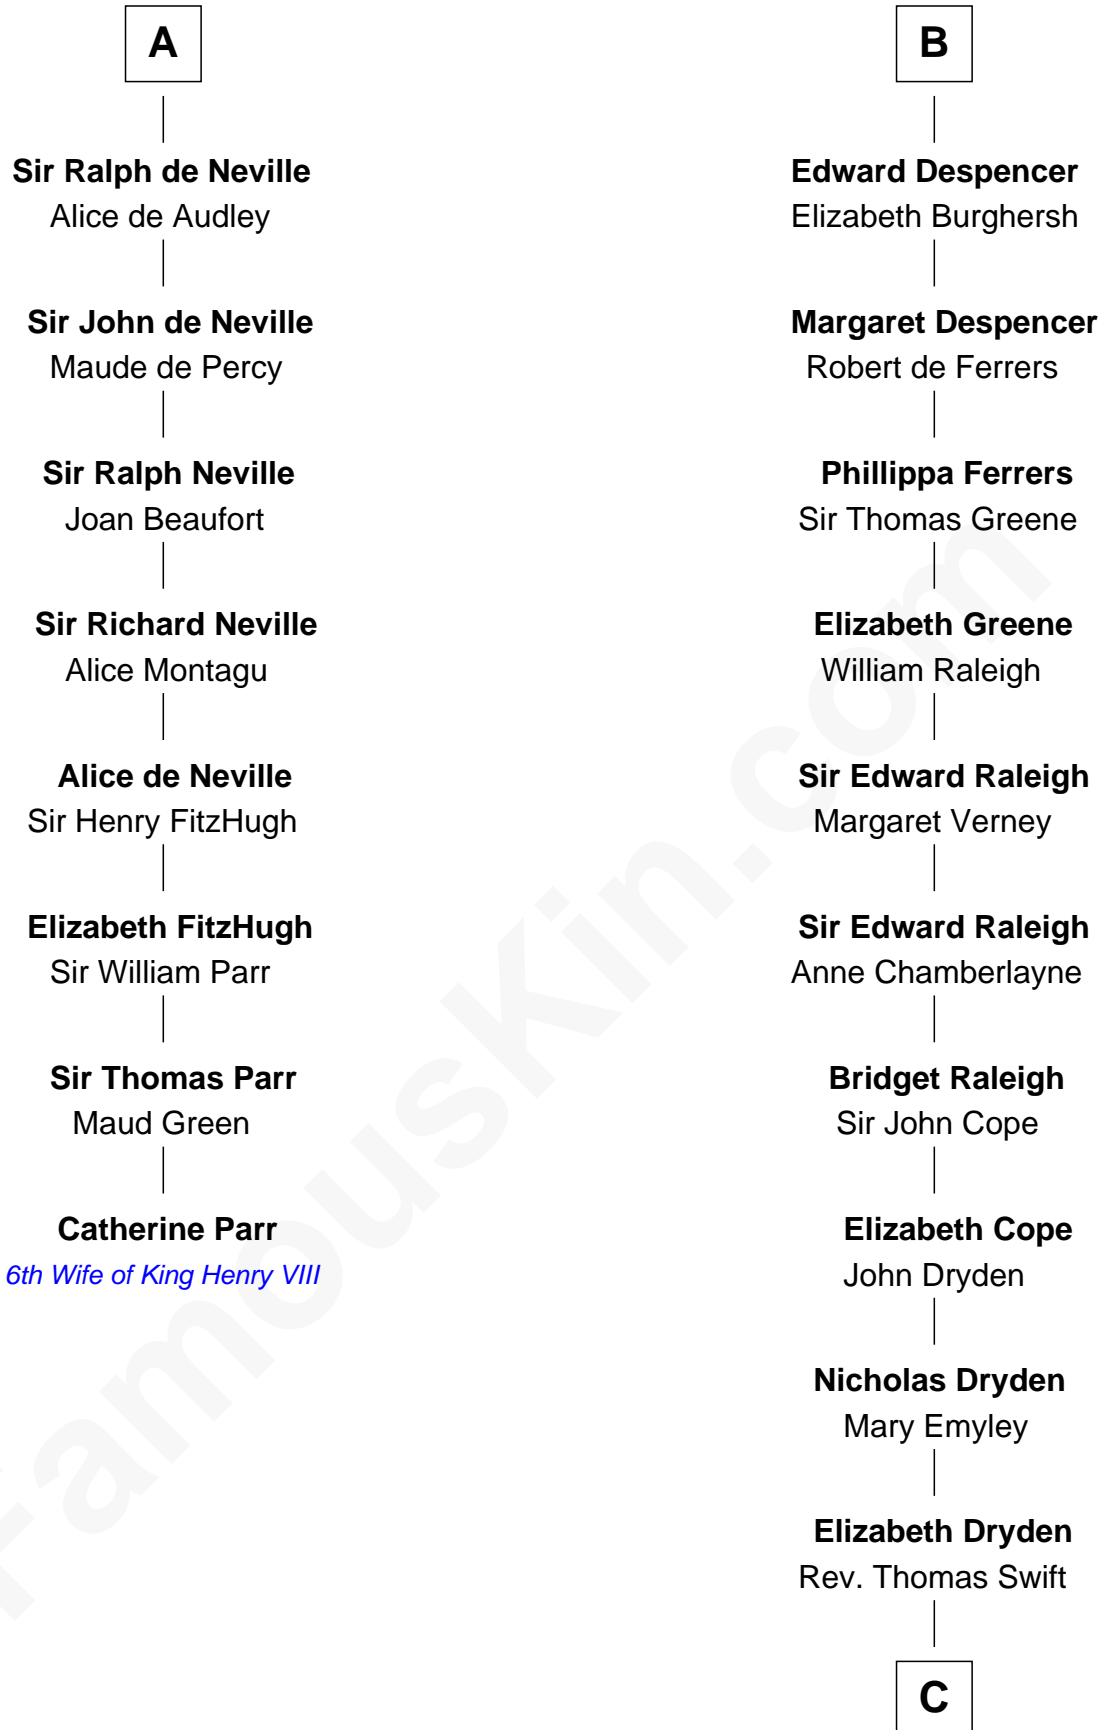 A
Sir Ralph de Neville
Alice de Audley
Sir John de Neville
Maude de Percy
Sir Ralph Neville
Joan Beaufort
Sir Richard Neville
Alice Montagu
Alice de Neville
Sir Henry FitzHugh
Elizabeth FitzHugh
Sir William Parr
Sir Thomas Parr
Maud Green
Catherine Parr
6th Wife of King Henry VIII
B
Edward Despencer
Elizabeth Burghersh
Margaret Despencer
Robert de Ferrers
Phillippa Ferrers
Sir Thomas Greene
Elizabeth Greene
William Raleigh
Sir Edward Raleigh
Margaret Verney
Sir Edward Raleigh
Anne Chamberlayne
Bridget Raleigh
Sir John Cope
Elizabeth Cope
John Dryden
Nicholas Dryden
Mary Emyley
Elizabeth Dryden
Rev. Thomas Swift
C
FamousKin.com